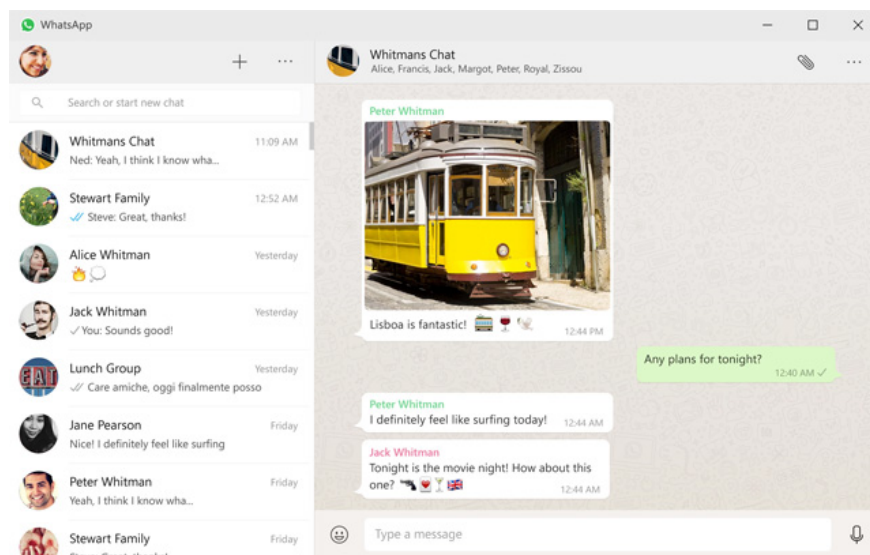 WhatsApp
Search or start new chat
Whitmans Chat
11:09 AM
Ned: Yeah, I think I know wha...
Stewart Family
12:52 AM
Steve: Great, thanks!
Alice Whitman
Yesterday
Jack Whitman
Yesterday
You: Sounds good!
Lunch Group
Yesterday
Care amiche, oggi finalmente posso
EAT
Jane Pearson
Friday
Nice! I definitely feel like surfing
Peter Whitman
Friday
Yeah, I think I know wha...
Stewart Family
Friday
Whitmans Chat
Alice, Francis, Jack, Margot, Peter, Royal, Zissou
Peter Whitman
Lisboa is fantastic!
12:44 PM
Any plans for tonight?
12:40 AM
Peter Whitman
I definitely feel like surfing today!
12:44 AM
Jack Whitman
Tonight is the movie night! How about this
one?
12:44 AM
Type a message